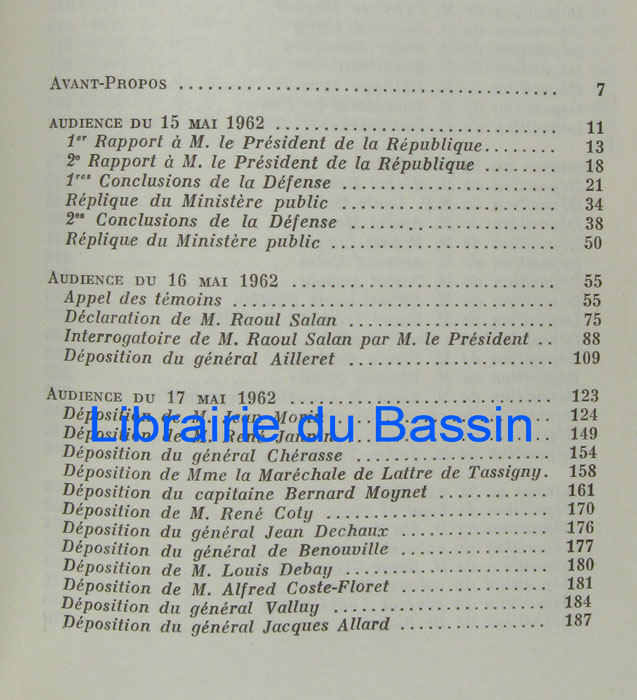 AVANT-PROPOS ........................................ 7
AUDIENCE DU 15 MAI 1962 .............................. 11
1er Rapport à M. le Président de la République........ 13
2e Rapport à M. le Président de la République ........ 18
1res Conclusions de la Défense ....................... 21
Réplique du Ministère public ......................... 34
2es Conclusions de la Défense ........................ 38
Réplique du Ministère public ......................... 50
AUDIENCE DU 16 MAI 1962 .............................. 55
Appel des témoins .................................... 55
Déclaration de M. Raoul Salan ........................ 75
Interrogatoire de M. Raoul Salan par M. le Président .. 88
Déposition du général Ailleret ....................... 109
AUDIENCE DU 17 MAI 1962 .............................. 123
Déposition de M. Jean Morin .......................... 124
Librairie du Bassin
Déposition de M. René ............................... 149
Déposition du général Chérasse ....................... 154
Déposition de Mme la Maréchale de Lattre de Tassigny. 158
Déposition du capitaine Bernard Moynet ............... 161
Déposition de M. René Coty ........................... 170
Déposition du général Jean Dechaux ................... 176
Déposition du général de Benouville .................. 177
Déposition de M. Louis Debay ......................... 180
Déposition de M. Alfred Coste-Floret ................. 181
Déposition du général Valluy ......................... 184
Déposition du général Jacques Allard ................. 187